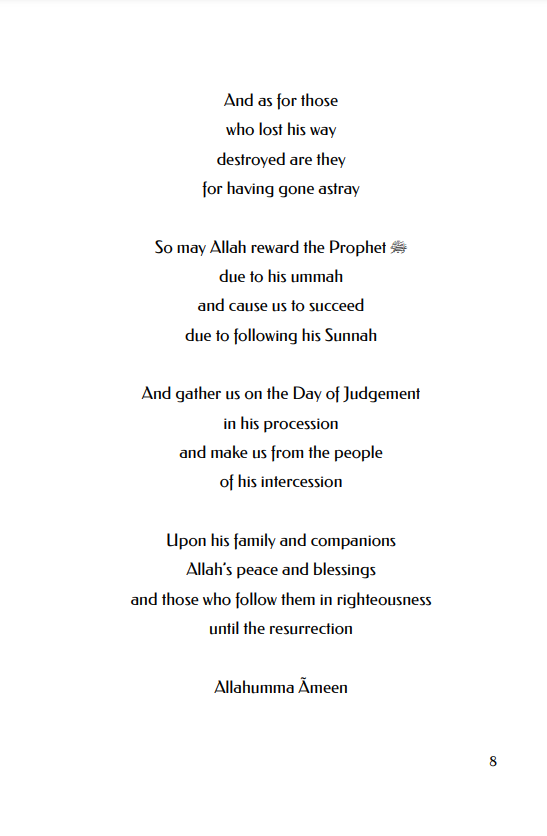 And as for those
who lost his way
destroyed are they
for having gone astray
So may Allah reward the Prophet ﷺ
due to his ummah
and cause us to succeed
due to following his Sunnah
And gather us on the Day of Judgement
in his procession
and make us from the people
of his intercession
Upon his family and companions
Allah's peace and blessings
and those who follow them in righteousness
until the resurrection
Allahumma Ãmeen
8